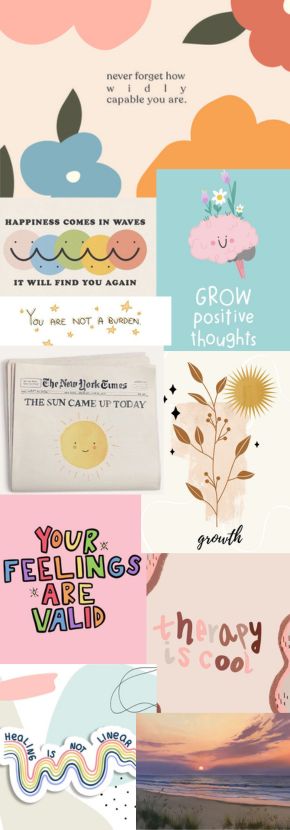 never forget how
widly
capable you are.
HAPPINESS COMES IN WAVES
IT WILL FIND YOU AGAIN
GROW
positive
thoughts
YOU ARE NOT A BURDEN.
The New York Times
THE SUN CAME UP TODAY
growth
YOUR
FEELINGS
ARE
VALID
therapy
is cool
HEALING IS NOT LINEAR